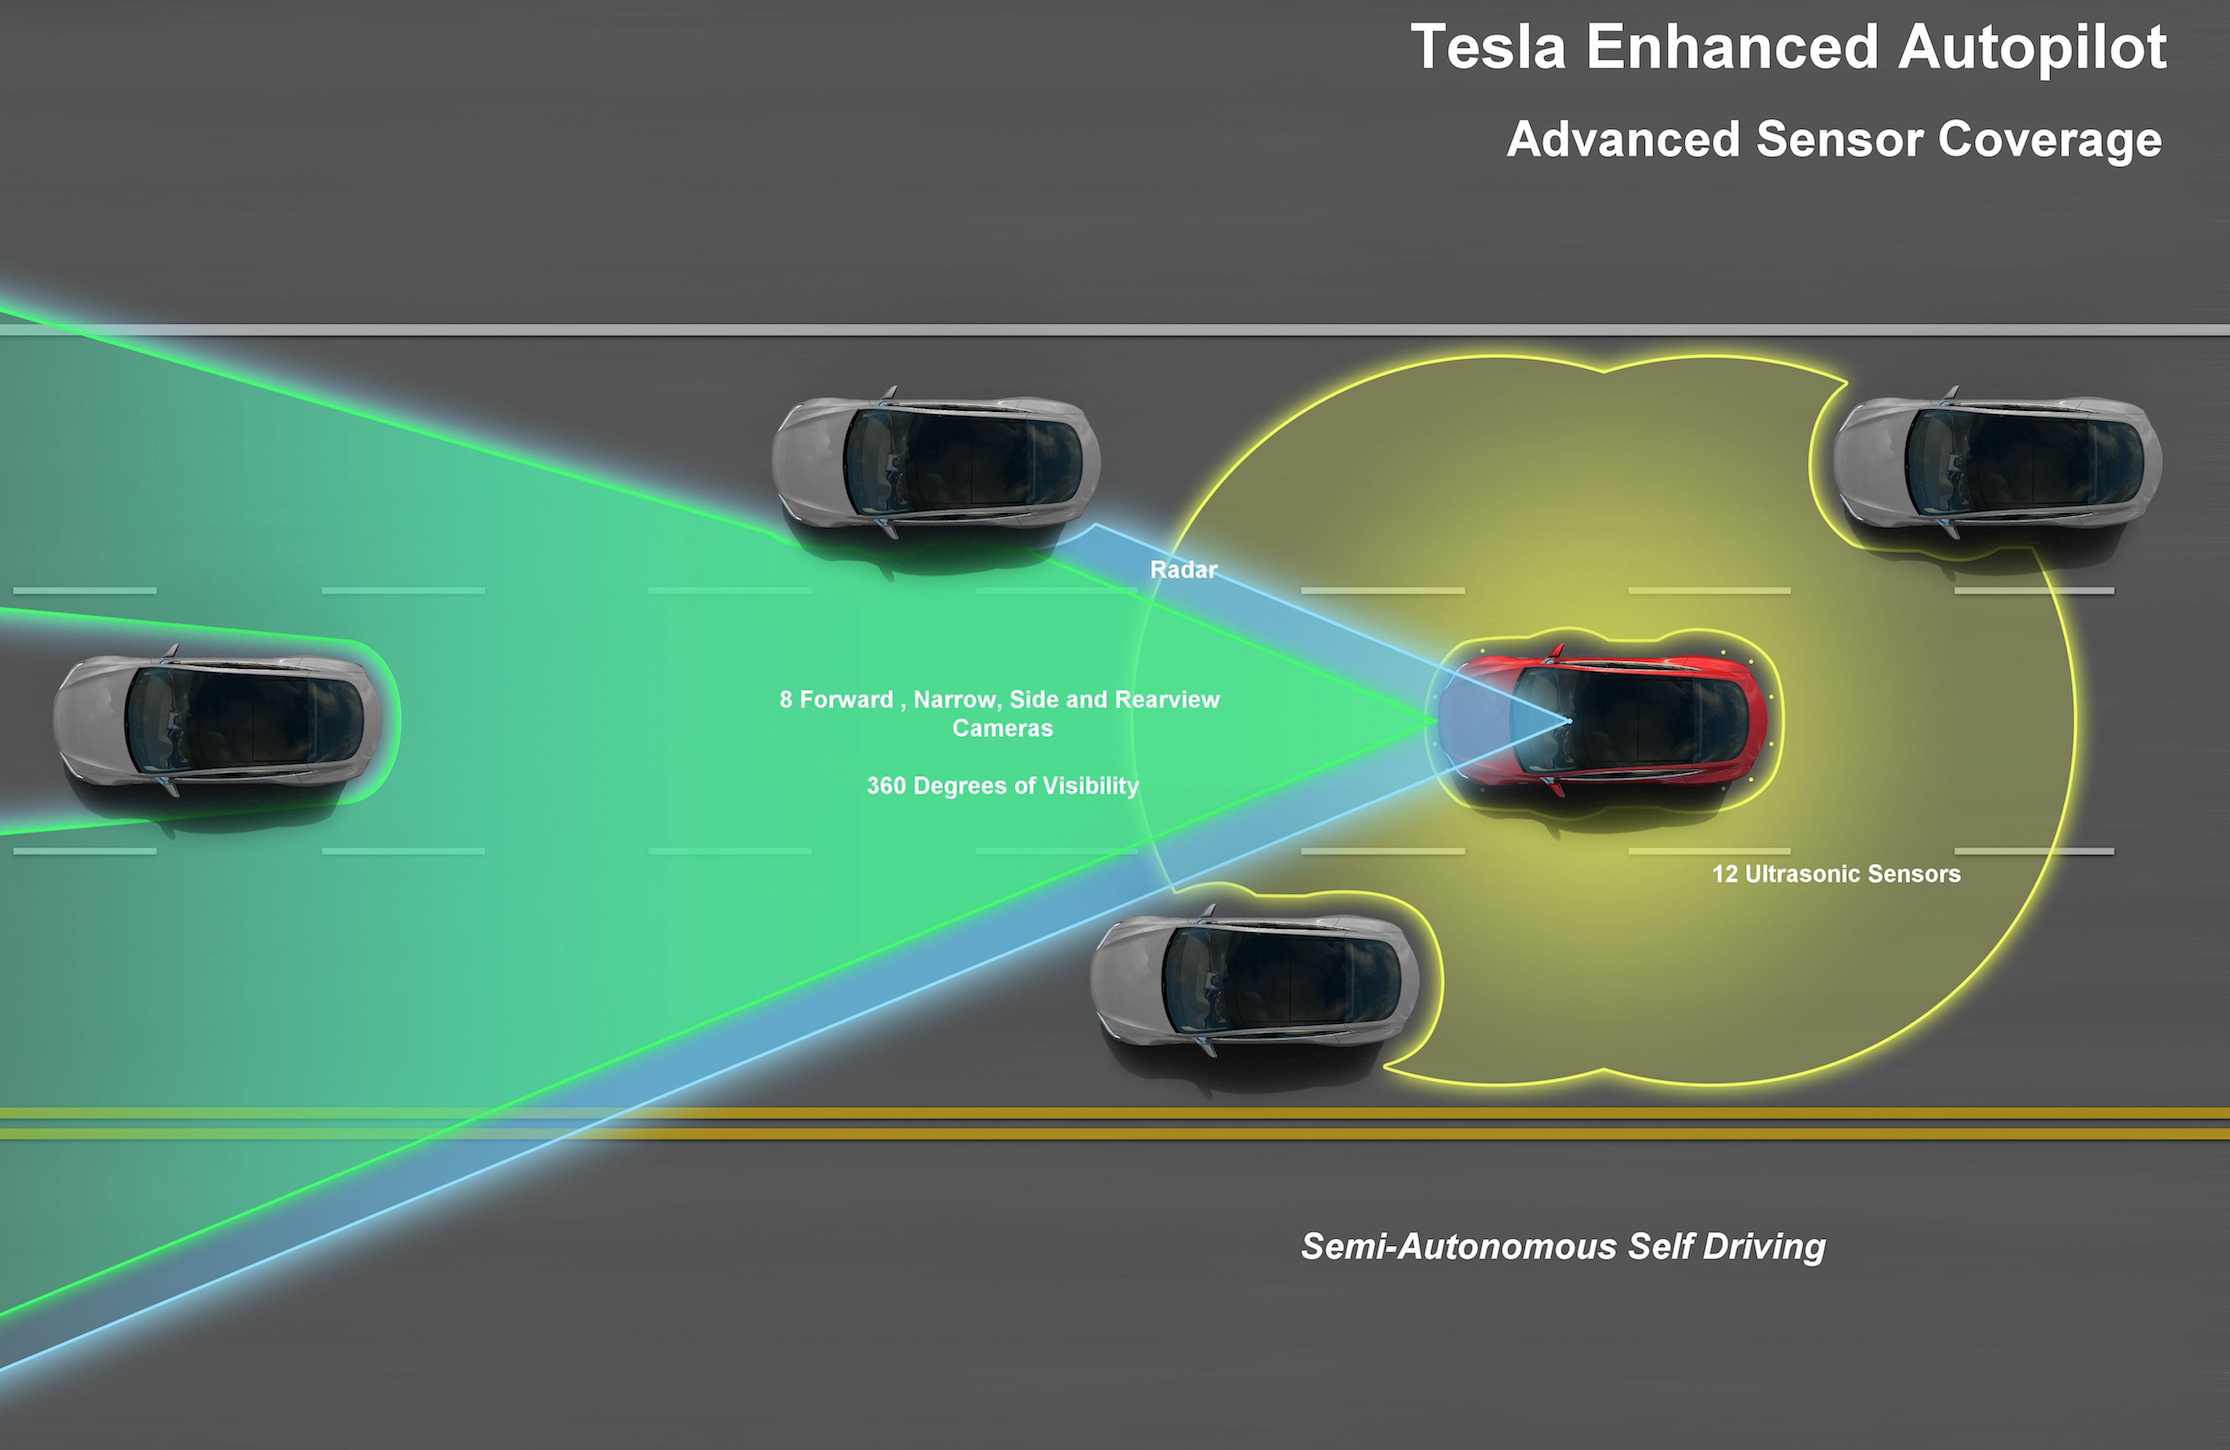 Tesla Enhanced Autopilot
Advanced Sensor Coverage
Radar
8 Forward , Narrow, Side and Rearview
Cameras
360 Degrees of Visibility
12 Ultrasonic Sensors
Semi-Autonomous Self Driving